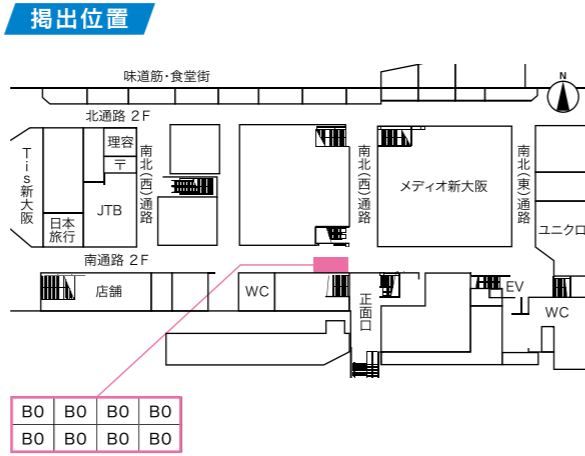 掲出位置
味道筋・食堂街
N
北通路 2F
Tis新大阪
理容
〒
JTB
日本
旅行
南北(西)通路
南北(西)通路
メディオ新大阪
南北(東)通路
ユニクロ
南通路 2F
店舗
WC
正面口
EV
WC
B0 B0 B0 B0
B0 B0 B0 B0